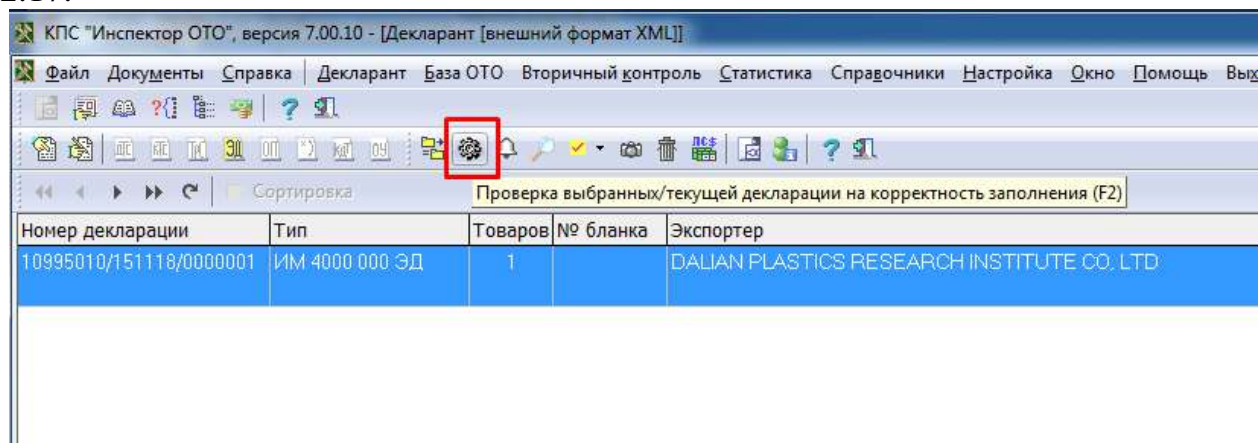 КПС "Инспектор ОТО", версия 7.00.10 - [Декларант [внешний формат XML]]
Файл Документы Справка Декларант База ОТО Вторичный контроль Статистика Справочники Настройка Окно Помощь
Сортировка
Проверка выбранных/текущей декларации на корректность заполнения (F2)
Номер декларации Тип Товаров № бланка Экспортер
10995010/151118/0000001 ИМ 4000 000 ЭД 1 DALIAN PLASTICS RESEARCH INSTITUTE CO, LTD